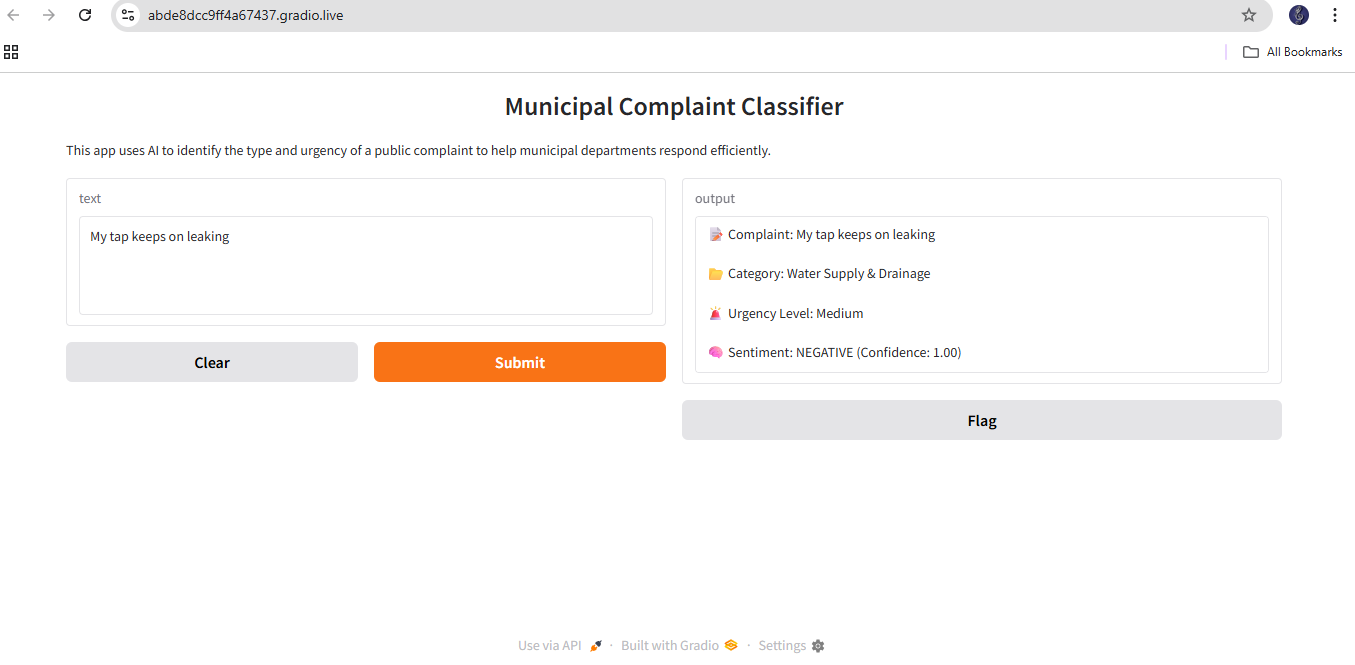 abde8dcc9ff4a67437.gradio.live
All Bookmarks
Municipal Complaint Classifier
This app uses AI to identify the type and urgency of a public complaint to help municipal departments respond efficiently.
text
My tap keeps on leaking
Clear
Submit
output
📝 Complaint: My tap keeps on leaking
📂 Category: Water Supply & Drainage
🚨 Urgency Level: Medium
🧠 Sentiment: NEGATIVE (Confidence: 1.00)
Flag
Use via API 🚀 · Built with Gradio · Settings ⚙️